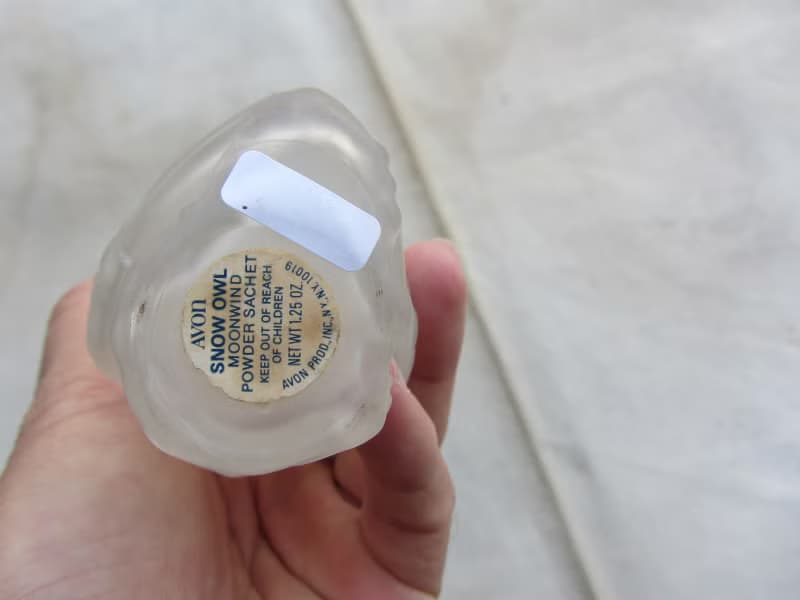 AVON
SNOW OWL
MOONWIND
POWDER SACHET
KEEP OUT OF REACH
OF CHILDREN
NET WT 1.25 OZ.
AVON PROD., INC., N.Y., N.Y. 10019